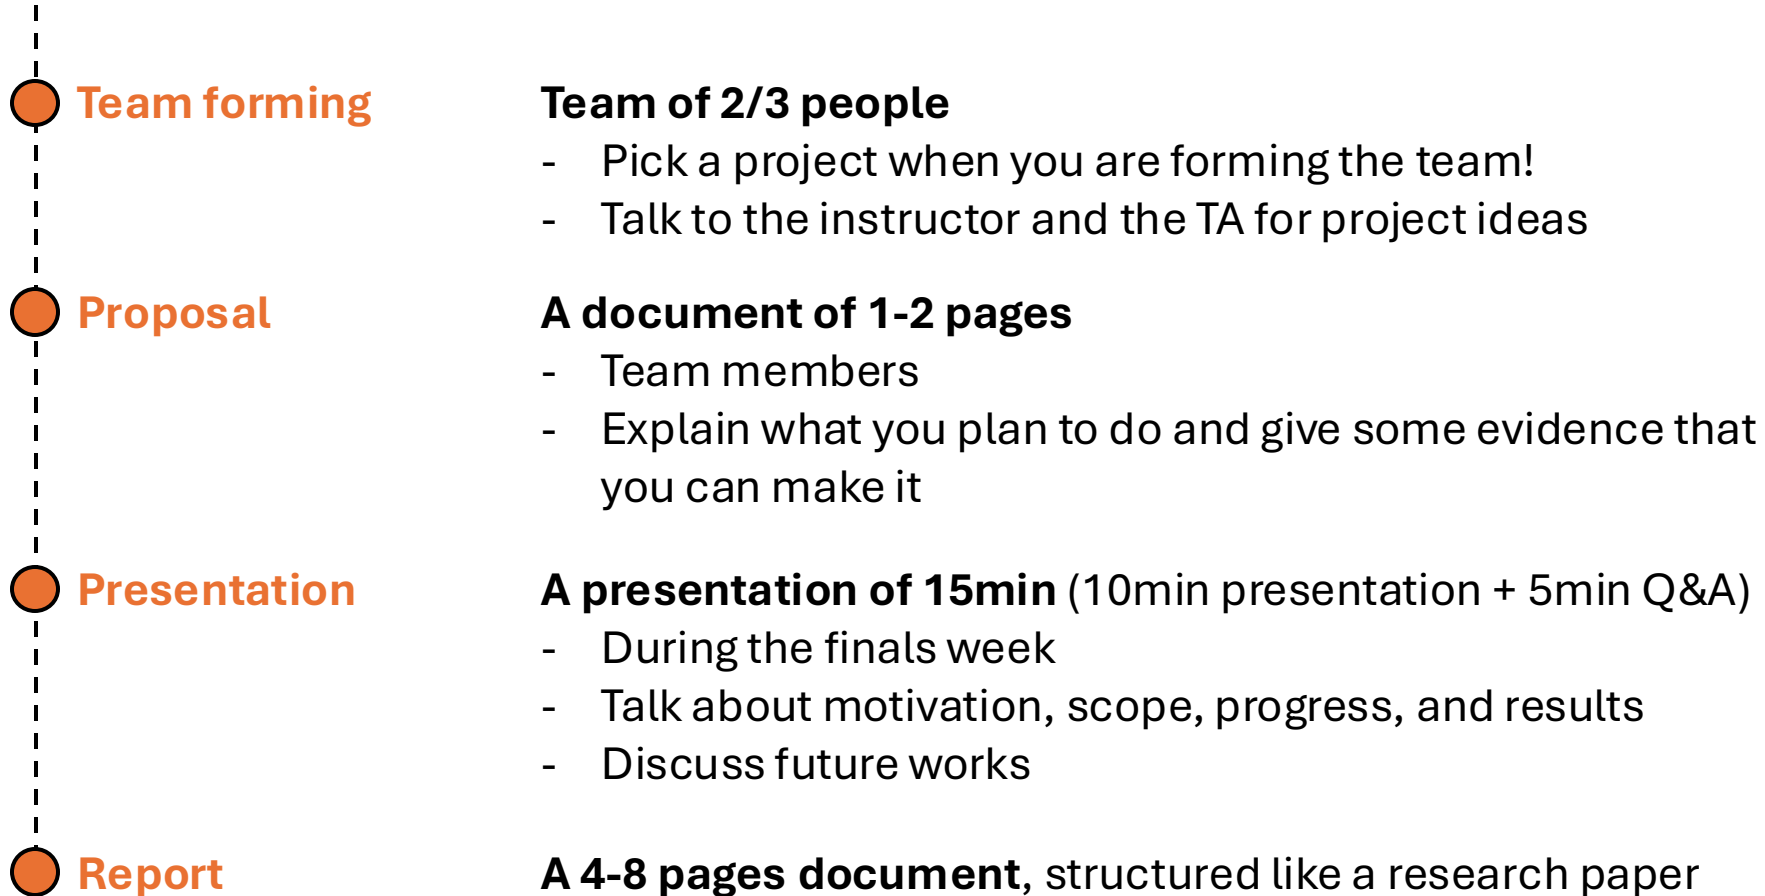 Team forming
Team of 2/3 people
- Pick a project when you are forming the team!
- Talk to the instructor and the TA for project ideas
Proposal
A document of 1-2 pages
- Team members
- Explain what you plan to do and give some evidence that
you can make it
Presentation
A presentation of 15min (10min presentation + 5min Q&A)
- During the finals week
- Talk about motivation, scope, progress, and results
- Discuss future works
Report
A 4-8 pages document, structured like a research paper